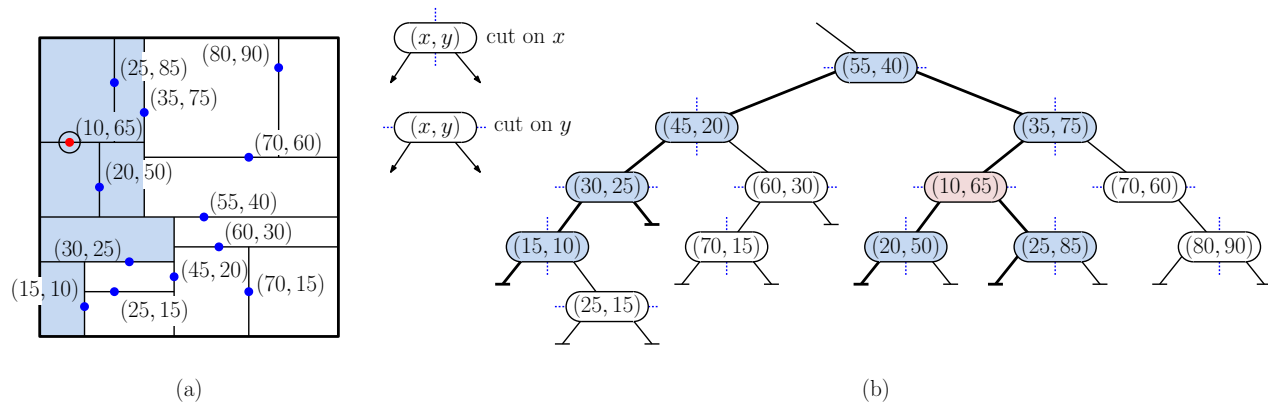 (80, 90)
(25, 85)
(35, 75)
(10, 65)
(70, 60)
(20, 50)
(55, 40)
(60, 30)
(30, 25)
(45, 20)
(70, 15)
(15, 10)
(25, 15)
(a)
(x, y) cut on x
(x, y) cut on y
(55, 40)
(45, 20) (35, 75)
(30, 25) (60, 30) (10, 65) (70, 60)
(15, 10) (70, 15) (20, 50) (25, 85) (80, 90)
(25, 15)
(b)